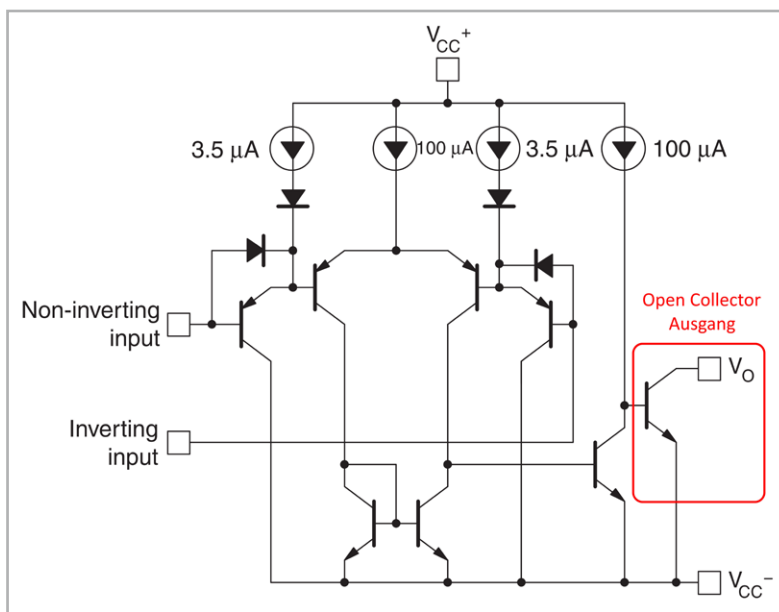 VCC+
3.5 µA
100 µA
3.5 µA
100 µA
Open Collector
Ausgang
Non-inverting
input
VO
Inverting
input
VCC−